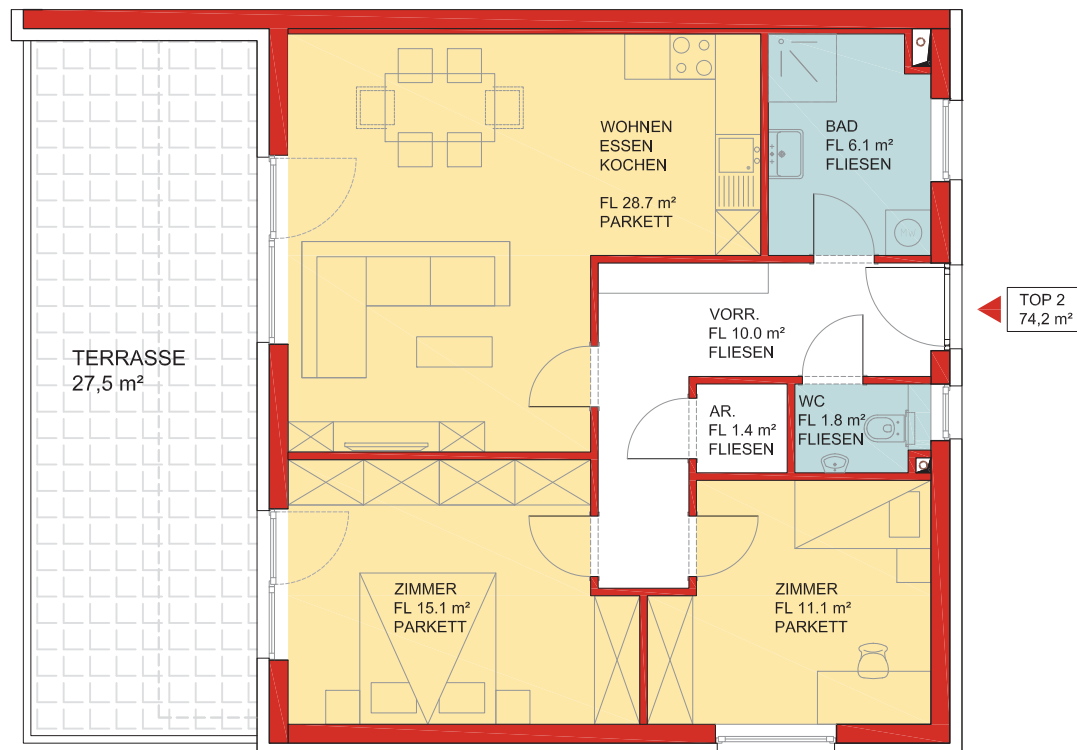 WOHNEN
ESSEN
KOCHEN
FL 28.7 m²
PARKETT
BAD
FL 6.1 m²
FLIESEN
VORR.
FL 10.0 m²
FLIESEN
TOP 2
74,2 m²
TERRASSE
27,5 m²
AR.
FL 1.4 m²
FLIESEN
WC
FL 1.8 m²
FLIESEN
ZIMMER
FL 15.1 m²
PARKETT
ZIMMER
FL 11.1 m²
PARKETT